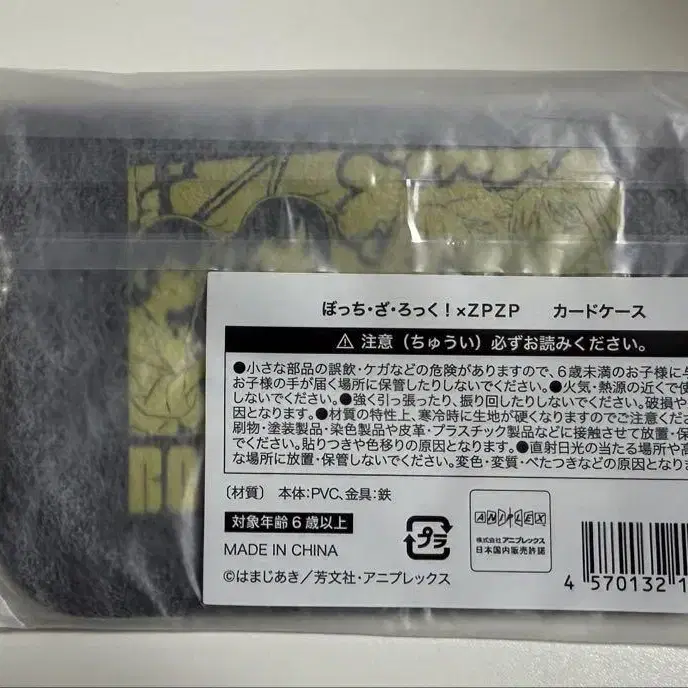 ぼっち・ざ・ろっく！×ZPZP カードケース
⚠ 注意（ちゅうい）必ずお読みください。
●小さな部品の誤飲・ケガなどの危険がありますので、6歳未満のお子様に
お子様の手が届く場所に保管したりしないでください。●火気・熱源の近くで使
しないでください。●強く引っ張ったり、振り回したりしないでください。破損や
因となります。●材質の特性上、寒冷時に生地が硬くなりますのでご注意くださ
刷物・塗装製品・染色製品や皮革・プラスチック製品などに接触させて放置・保
でください。貼りつきや色移りの原因となります。●直射日光の当たる場所や高
な場所に放置・保管しないでください。変色・変質・べたつきなどの原因となりま
〔材質〕 本体:PVC、金具:鉄
対象年齢6歳以上
MADE IN CHINA
©はまじあき／芳文社・アニプレックス
プラ
ANIPLEX
株式会社アニプレックス
日本国内販売許諾
4 570132 1